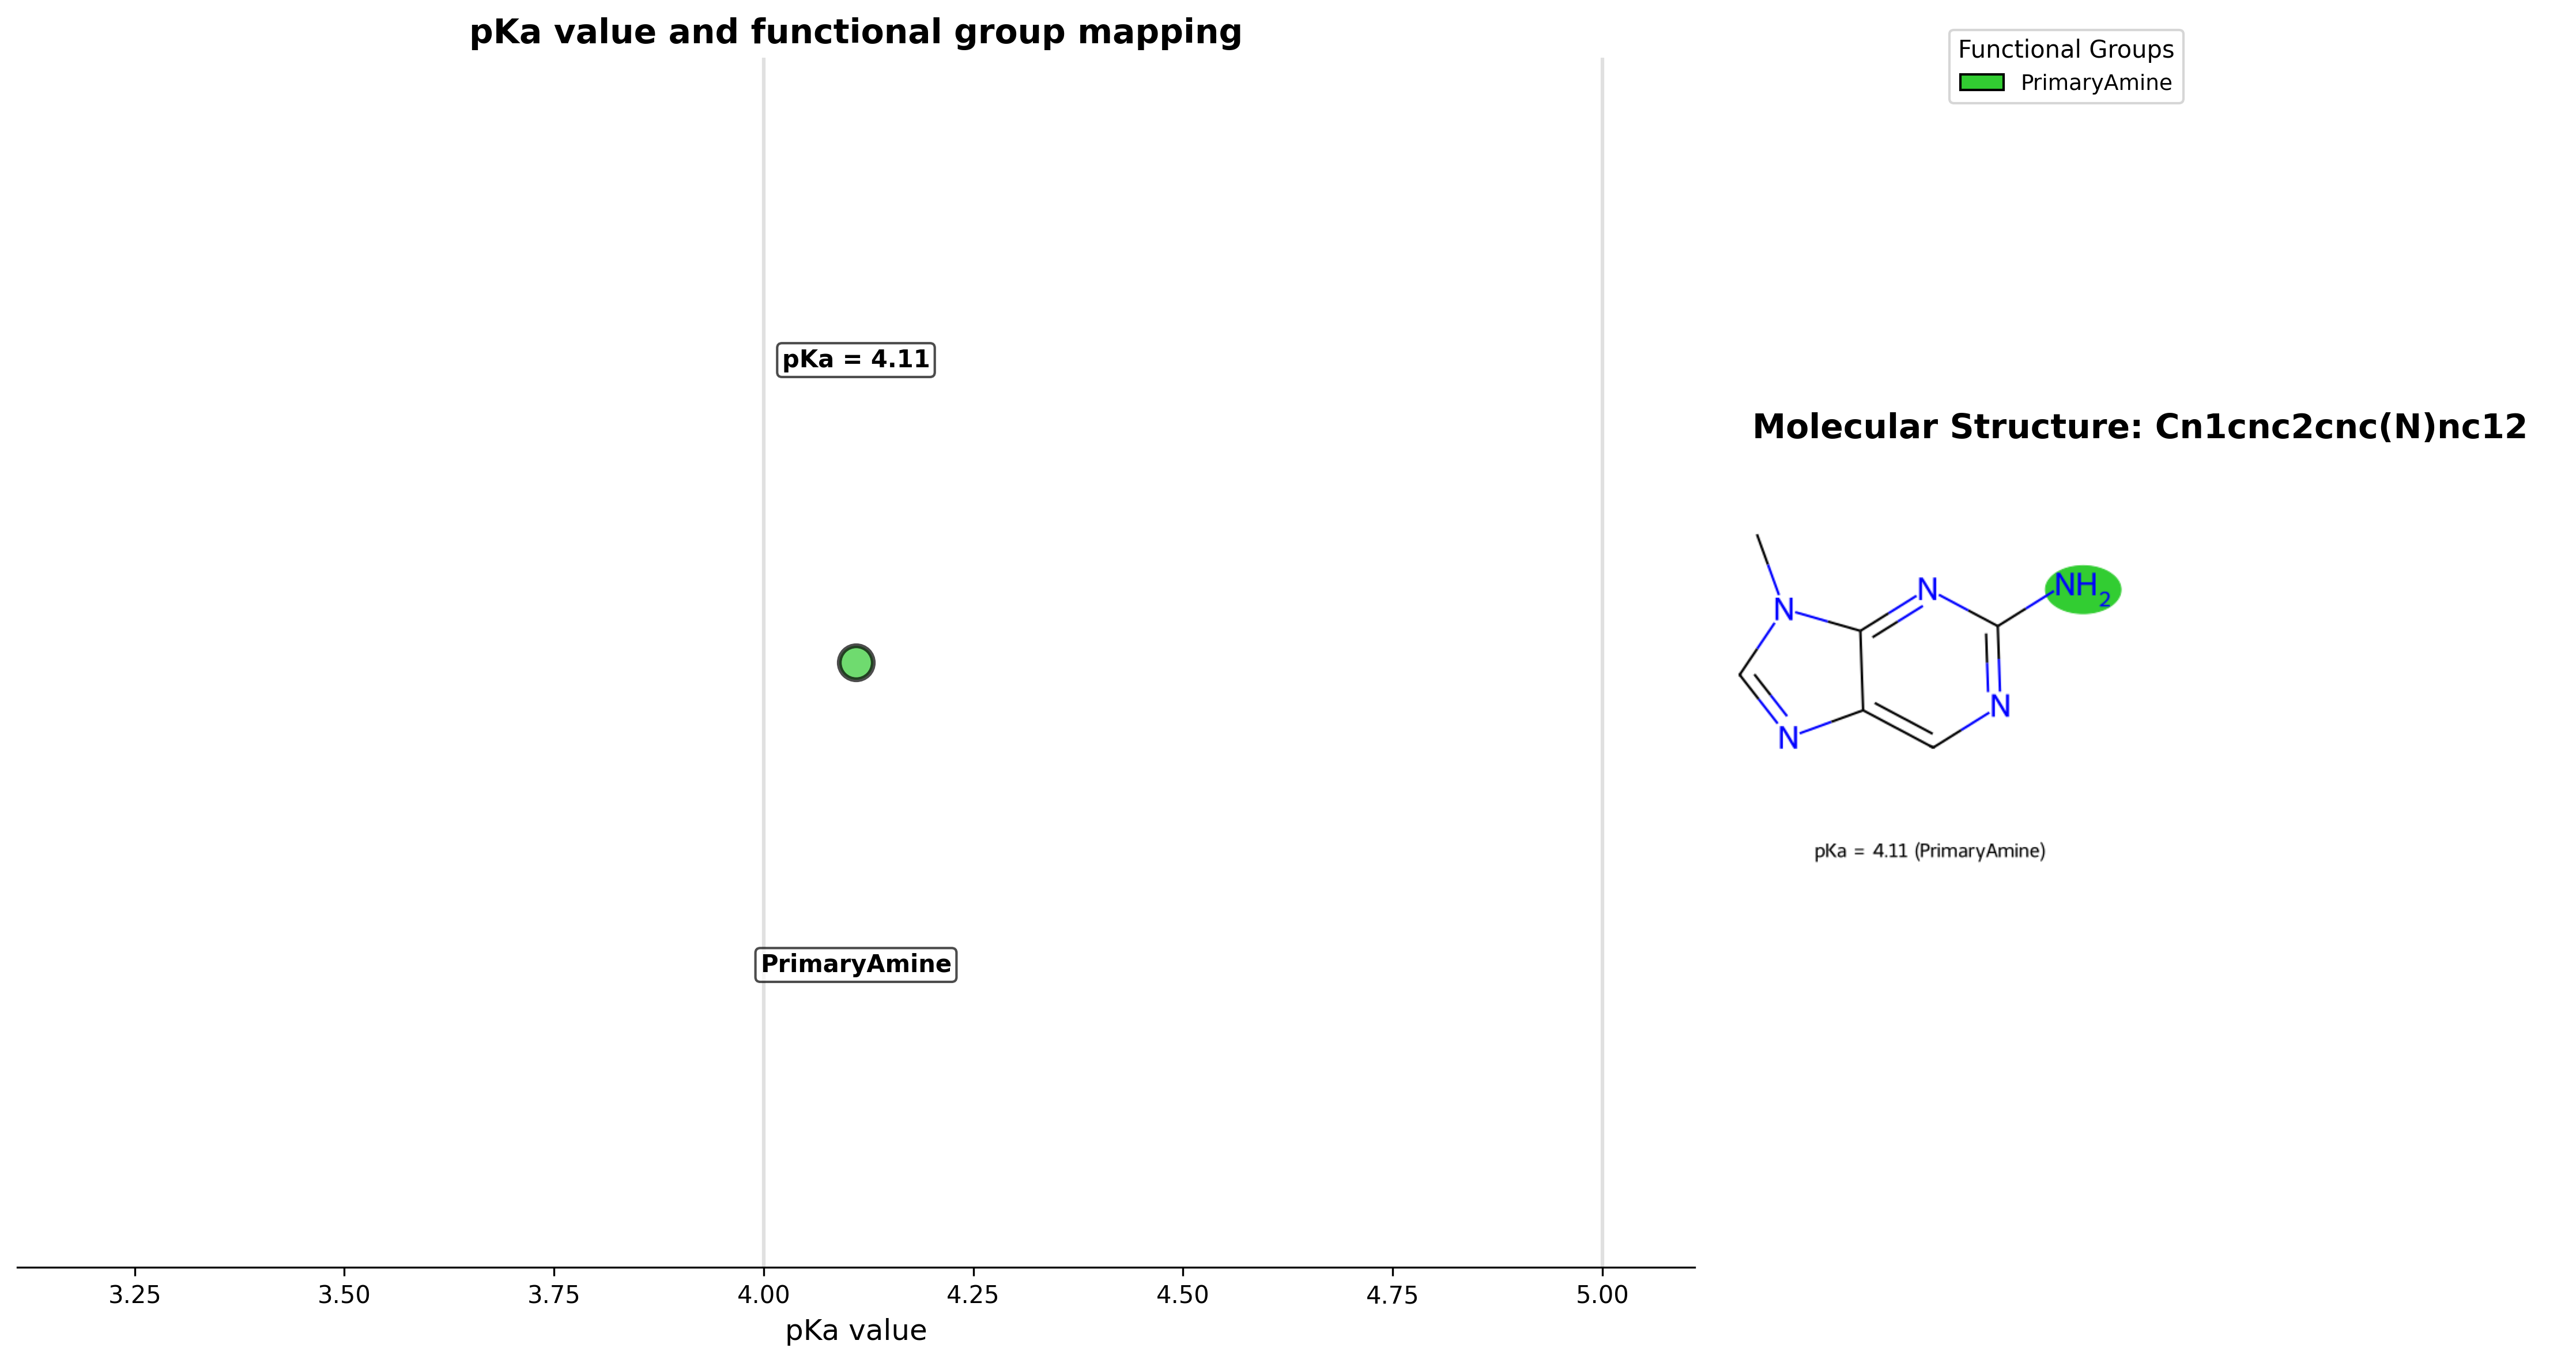 pKa value and functional group mapping
pKa = 4.11
PrimaryAmine
3.25 3.50 3.75 4.00 4.25 4.50 4.75 5.00
pKa value
Functional Groups
PrimaryAmine
Molecular Structure: Cn1cnc2cnc(N)nc12
N
N
NH2
N
N
pKa = 4.11 (PrimaryAmine)